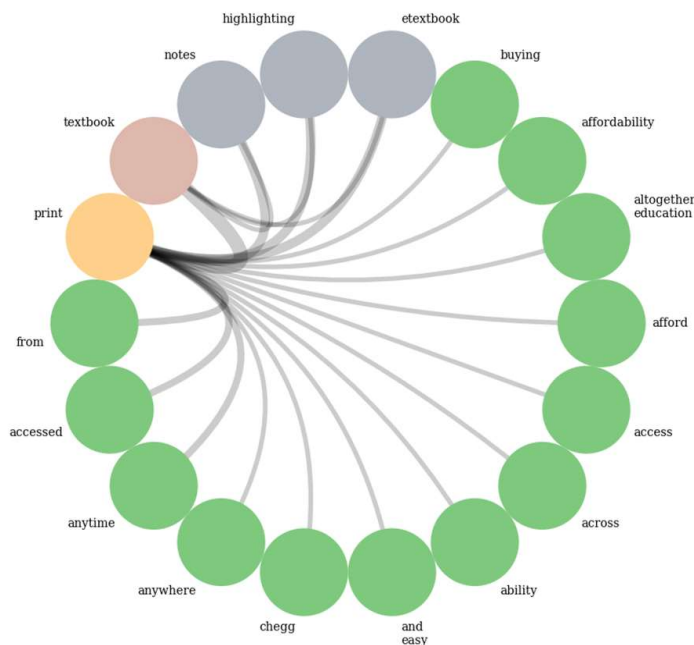 highlighting
etextbook
notes
buying
textbook
affordability
print
altogether
education
from
afford
accessed
access
anytime
across
anywhere
ability
chegg
and
easy